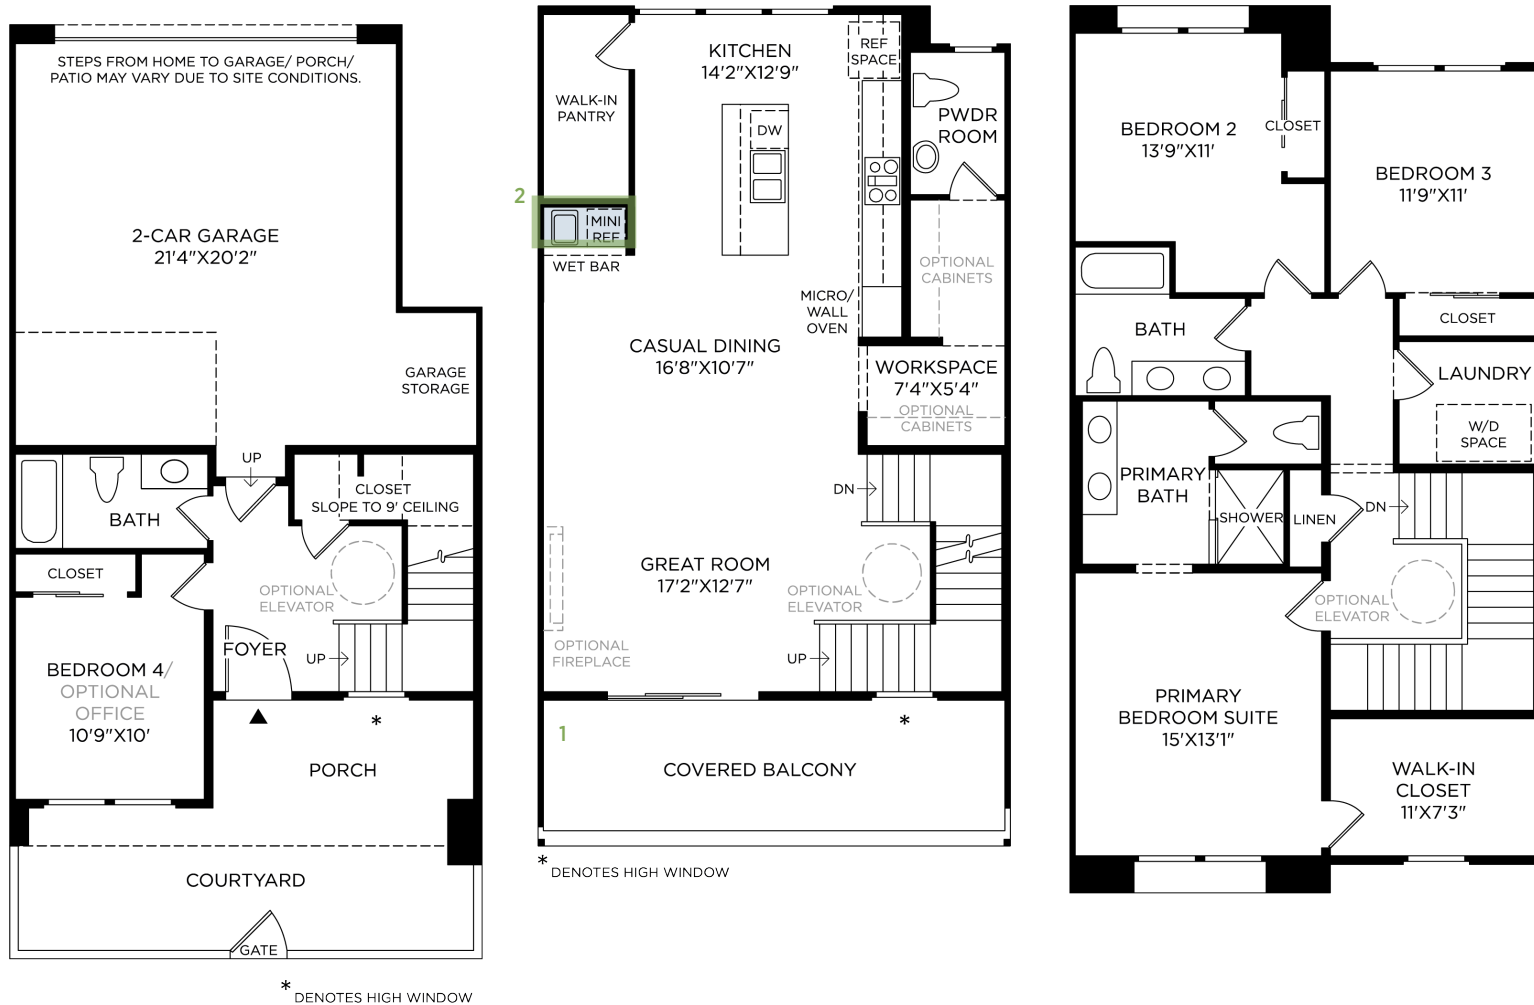 STEPS FROM HOME TO GARAGE/ PORCH/
PATIO MAY VARY DUE TO SITE CONDITIONS.
2-CAR GARAGE
21'4"X20'2"
GARAGE
STORAGE
UP
CLOSET
SLOPE TO 9' CEILING
BATH
CLOSET
OPTIONAL
ELEVATOR
FOYER
UP
BEDROOM 4/
OPTIONAL
OFFICE
10'9"X10'
*
PORCH
COURTYARD
GATE
* DENOTES HIGH WINDOW
KITCHEN
14'2"X12'9"
REF
SPACE
WALK-IN
PANTRY
DW
PWDR
ROOM
2
MINI
REF
WET BAR
OPTIONAL
CABINETS
MICRO/
WALL
OVEN
CASUAL DINING
16'8"X10'7"
WORKSPACE
7'4"X5'4"
OPTIONAL
CABINETS
DN
GREAT ROOM
17'2"X12'7"
OPTIONAL
ELEVATOR
OPTIONAL
FIREPLACE
UP
1
*
COVERED BALCONY
* DENOTES HIGH WINDOW
BEDROOM 2
13'9"X11'
CLOSET
BEDROOM 3
11'9"X11'
BATH
CLOSET
LAUNDRY
W/D
SPACE
PRIMARY
BATH
SHOWER
LINEN
DN
OPTIONAL
ELEVATOR
PRIMARY
BEDROOM SUITE
15'X13'1"
WALK-IN
CLOSET
11'X7'3"